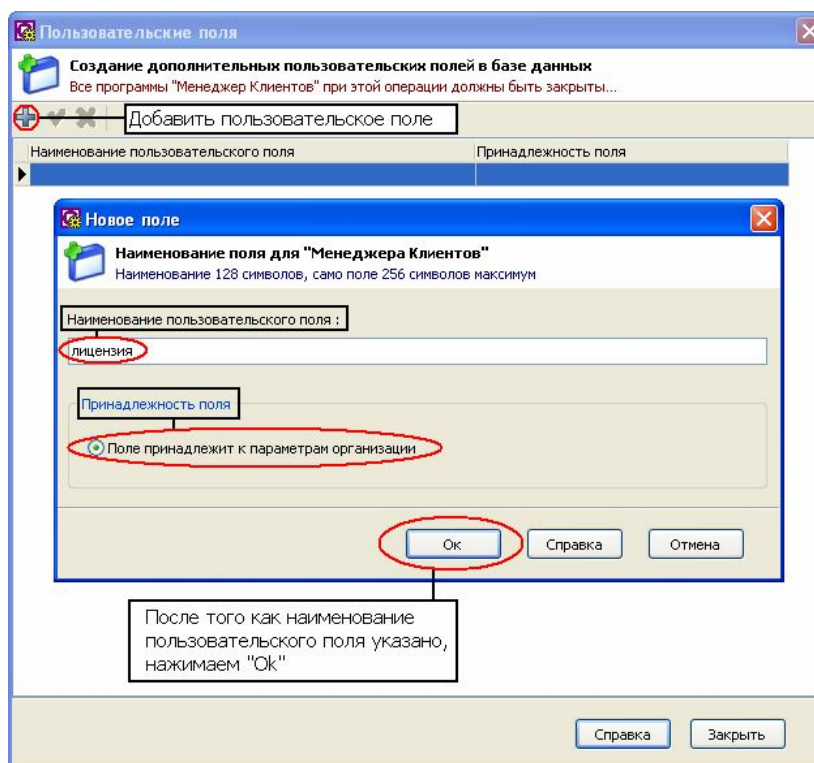 Пользовательские поля
Создание дополнительных пользовательских полей в базе данных
Все программы "Менеджер Клиентов" при этой операции должны быть закрыты...
Добавить пользовательское поле
Наименование пользовательского поля
Принадлежность поля
Новое поле
Наименование поля для "Менеджера Клиентов"
Наименование 128 символов, само поле 256 символов максимум
Наименование пользовательского поля :
лицензия
Принадлежность поля
Поле принадлежит к параметрам организации
Ок
Справка
Отмена
После того как наименование
пользовательского поля указано,
нажимаем "Ok"
Справка
Закрыть